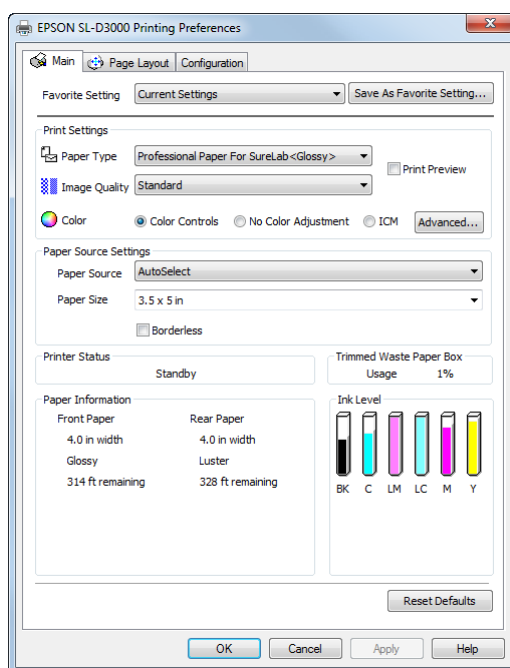 EPSON SL-D3000 Printing Preferences
Main Page Layout Configuration
Favorite Setting Current Settings Save As Favorite Setting...
Print Settings
Paper Type Professional Paper For SureLab<Glossy> Print Preview
Image Quality Standard
Color Color Controls No Color Adjustment ICM Advanced...
Paper Source Settings
Paper Source AutoSelect
Paper Size 3.5 x 5 in
Borderless
Printer Status
Standby
Trimmed Waste Paper Box
Usage 1%
Paper Information
Front Paper Rear Paper
4.0 in width 4.0 in width
Glossy Luster
314 ft remaining 328 ft remaining
Ink Level
BK C LM LC M Y
Reset Defaults
OK Cancel Apply Help